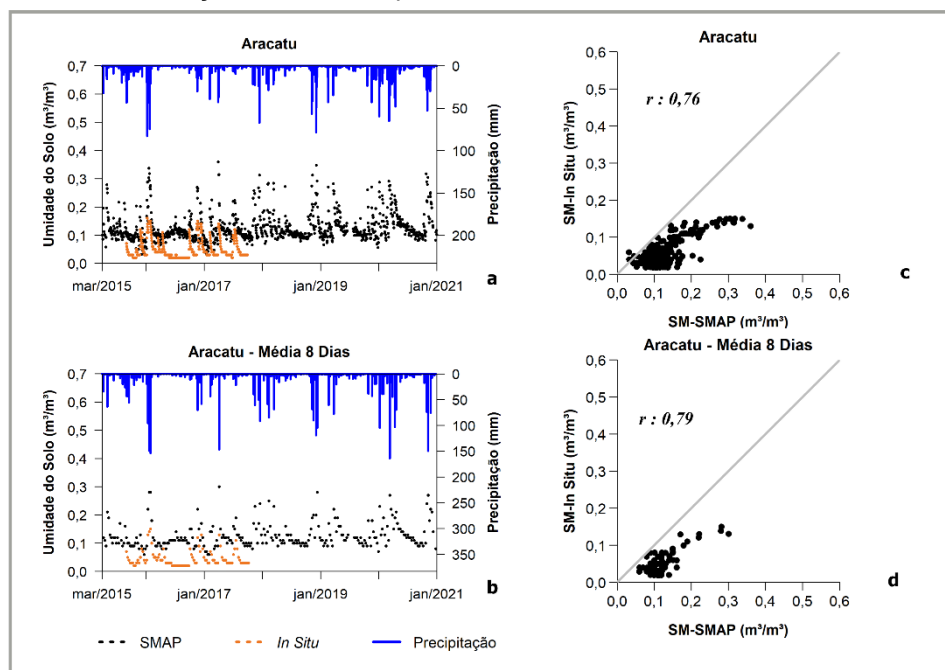 Aracatu
Umidade do Solo (m³/m³)
0,7
0,6
0,5
0,4
0,3
0,2
0,1
0,0
0
50
100
150
200
Precipitação (mm)
mar/2015 jan/2017 jan/2019 jan/2021
a
Aracatu
SM-In Situ (m³/m³)
0,6
0,5
0,4
0,3
0,2
0,1
0,0
r : 0,76
0,0 0,1 0,2 0,3 0,4 0,5 0,6
SM-SMAP (m³/m³)
c
Aracatu - Média 8 Dias
Umidade do Solo (m³/m³)
0,7
0,6
0,5
0,4
0,3
0,2
0,1
0,0
0
50
100
150
200
250
300
350
Precipitação (mm)
mar/2015 jan/2017 jan/2019 jan/2021
b
Aracatu - Média 8 Dias
SM-In Situ (m³/m³)
0,6
0,5
0,4
0,3
0,2
0,1
0,0
r : 0,79
0,0 0,1 0,2 0,3 0,4 0,5 0,6
SM-SMAP (m³/m³)
d
SMAP In Situ Precipitação